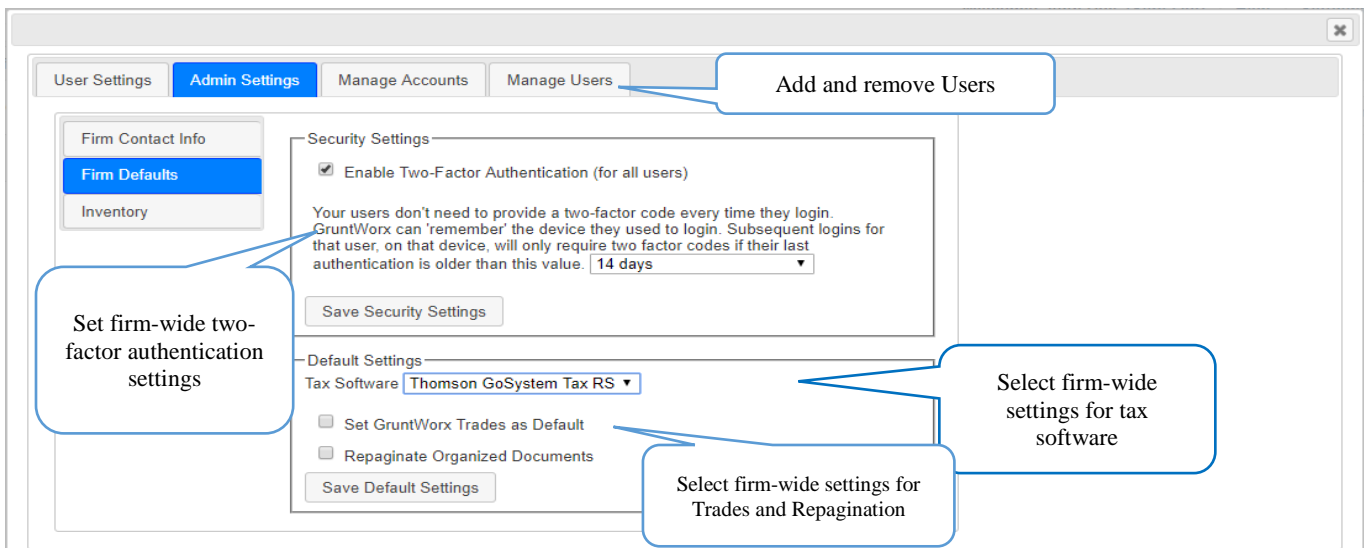 User Settings
Admin Settings
Manage Accounts
Manage Users
Add and remove Users
Firm Contact Info
Firm Defaults
Inventory
Security Settings
Enable Two-Factor Authentication (for all users)
Your users don't need to provide a two-factor code every time they login.
GruntWorx can 'remember' the device they used to login. Subsequent logins for
that user, on that device, will only require two factor codes if their last
authentication is older than this value. 14 days
Save Security Settings
Set firm-wide two-
factor authentication
settings
Default Settings
Tax Software Thomson GoSystem Tax RS
Set GruntWorx Trades as Default
Repaginate Organized Documents
Save Default Settings
Select firm-wide
settings for tax
software
Select firm-wide settings for
Trades and Repagination